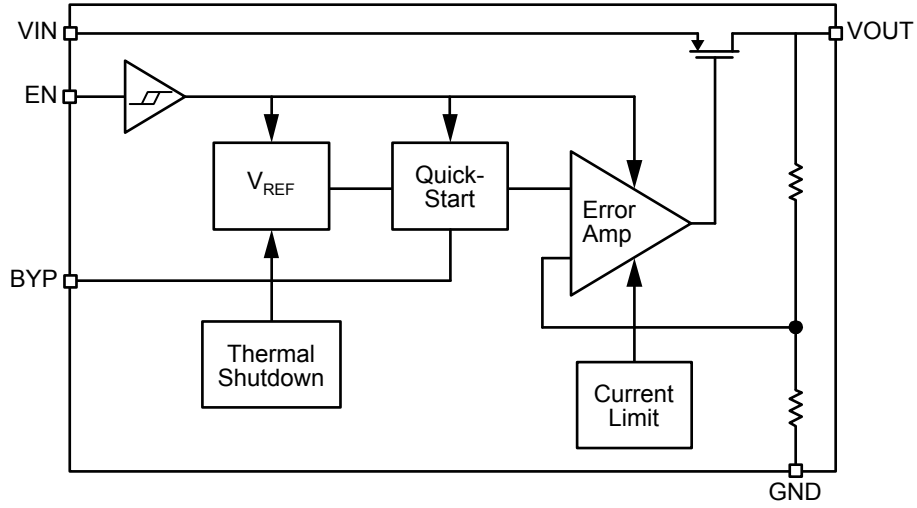 VIN
VOUT
EN
VREF
Quick-
Start
Error
Amp
BYP
Thermal
Shutdown
Current
Limit
GND